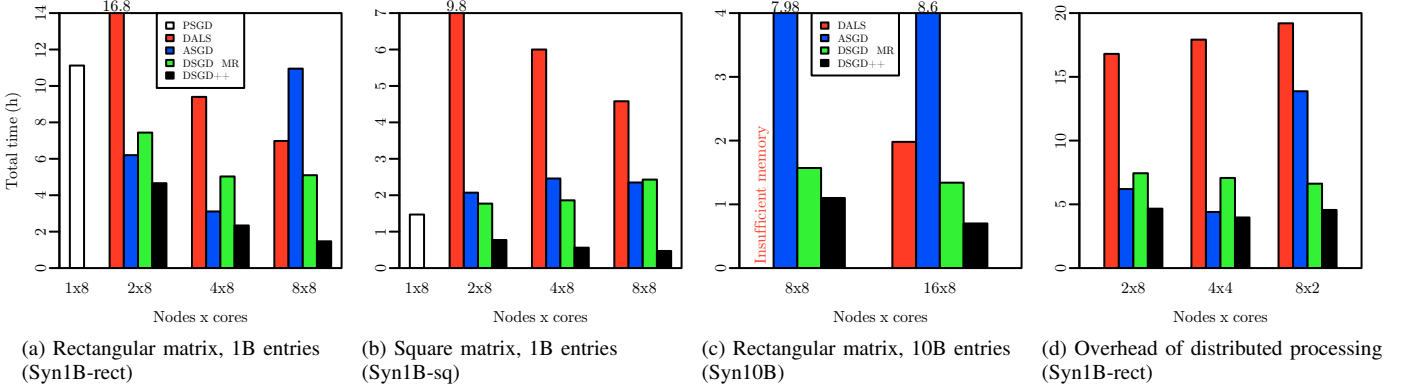 Total time (h)
0
2
4
6
8
10
12
14
16.8
PSGD
DALS
ASGD
DSGD MR
DSGD++
1x8
2x8
4x8
8x8
Nodes x cores
(a) Rectangular matrix, 1B entries
(Syn1B-rect)
0
1
2
3
4
5
6
7
9.8
1x8
2x8
4x8
8x8
Nodes x cores
(b) Square matrix, 1B entries
(Syn1B-sq)
0
1
2
3
4
7.98
8.6
DALS
ASGD
DSGD MR
DSGD++
Insufficient memory
8x8
16x8
Nodes x cores
(c) Rectangular matrix, 10B entries
(Syn10B)
0
5
10
15
20
2x8
4x4
8x2
Nodes x cores
(d) Overhead of distributed processing
(Syn1B-rect)